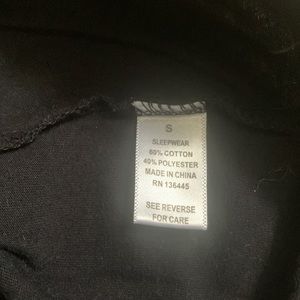 S
SLEEPWEAR
60% COTTON
40% POLYESTER
MADE IN CHINA
RN 136445
SEE REVERSE
FOR CARE